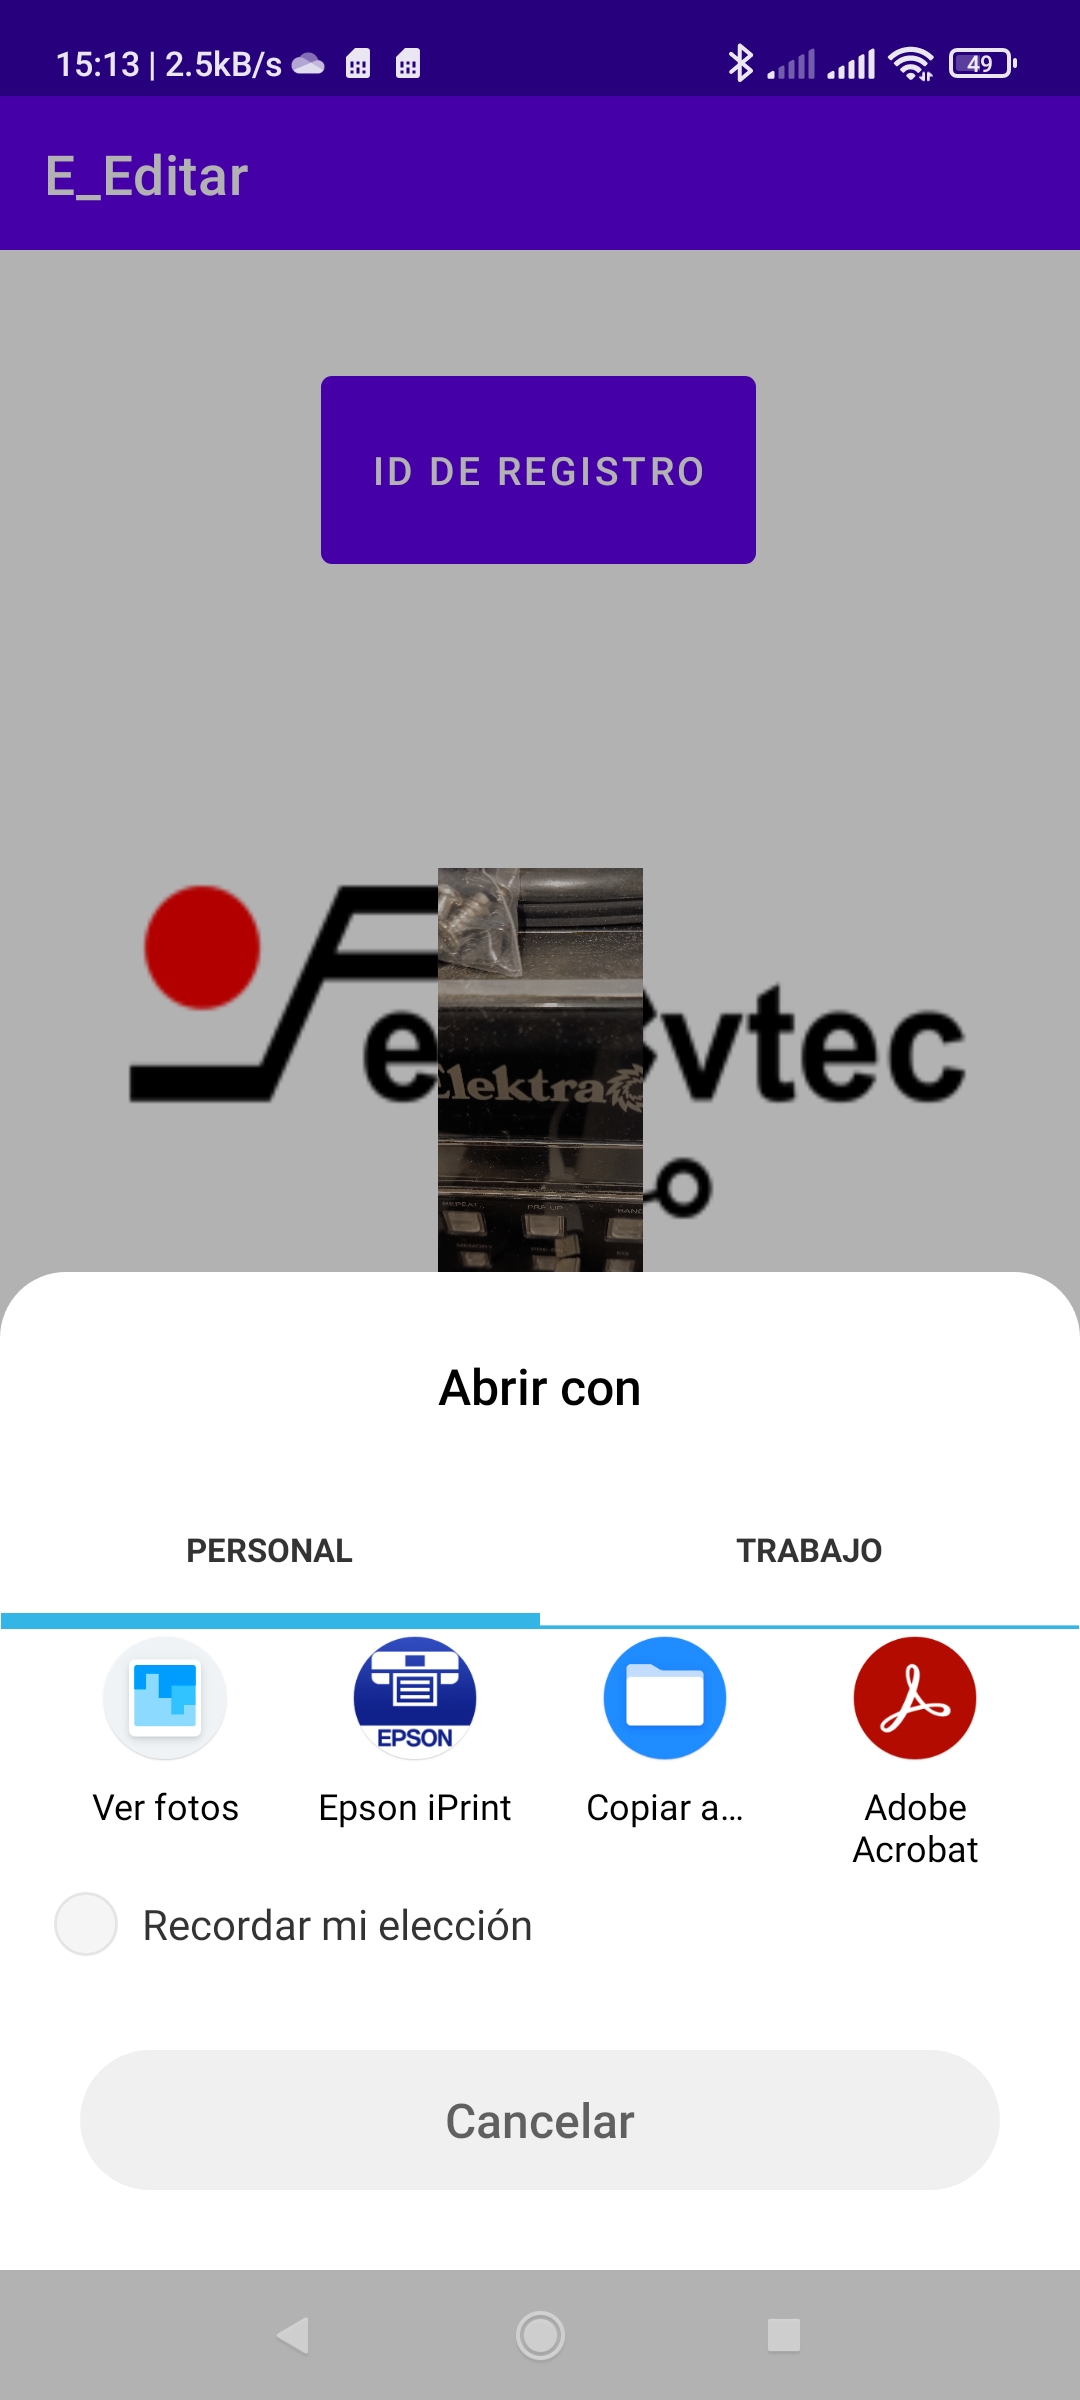 15:13 | 2.5kB/s
49
E_Editar
ID DE REGISTRO
e vtec
Elektra
REPEAT
Abrir con
PERSONAL TRABAJO
EPSON
Ver fotos Epson iPrint Copiar a... Adobe Acrobat
Recordar mi elección
Cancelar